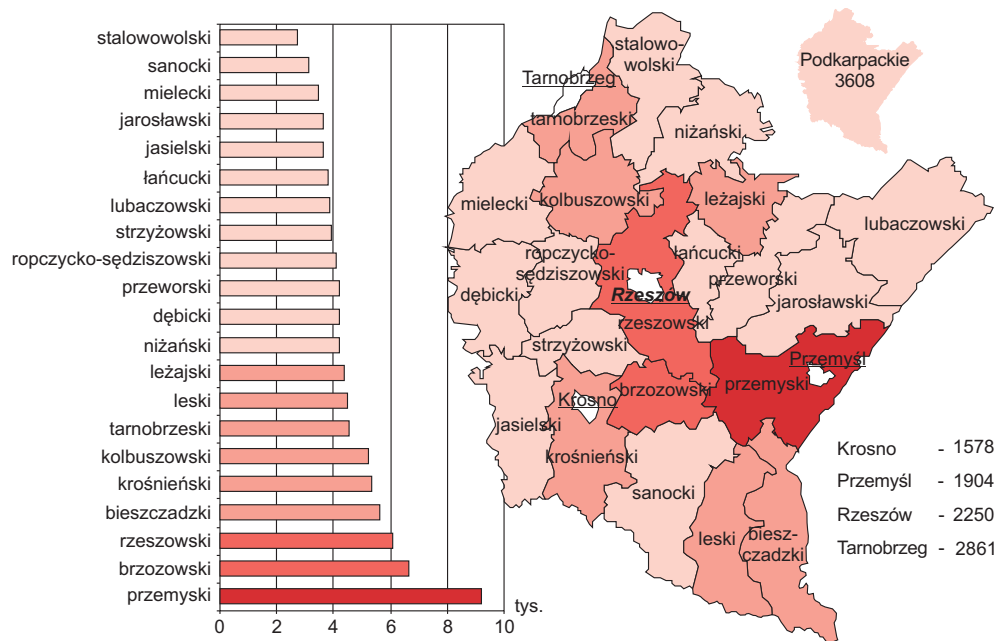 stalowowolski
sanocki
mielecki
jarosławski
jasielski
łańcucki
lubaczowski
strzyżowski
ropczycko-sędziszowski
przeworski
dębicki
niżański
leżajski
leski
tarnobrzeski
kolbuszowski
krośnieński
bieszczadzki
rzeszowski
brzozowski
przemyski
0 2 4 6 8 10
tys.
stalowo-
wolski
Tarnobrzeg
tarnobrzeski
niżański
mielecki
kolbuszowski
leżajski
lubaczowski
ropczycko-
sędziszowski
łańcucki
dębicki
przeworski
jarosławski
Rzeszów
rzeszowski
strzyżowski
Przemyśl
przemyski
brzozowski
Krosno
jasielski
krośnieński
sanocki
leski
biesz-
czadzki
Podkarpackie
3608
Krosno - 1578
Przemyśl - 1904
Rzeszów - 2250
Tarnobrzeg - 2861